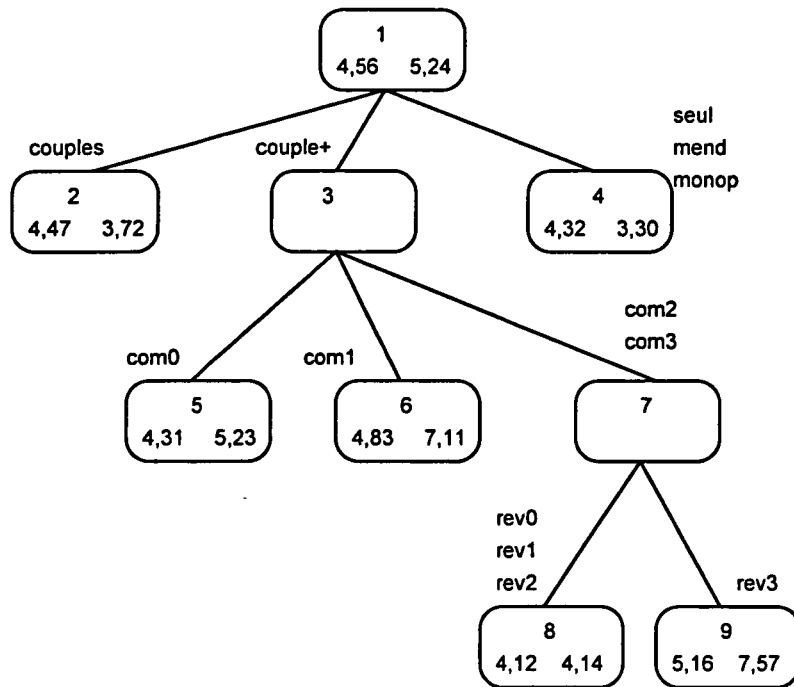 1
4,56 5,24
seul
couples couple+ mend
monop
2 3 4
4,47 3,72 4,32 3,30
com2
com3
com0 com1
5 6 7
4,31 5,23 4,83 7,11
rev0
rev1
rev2 rev3
8 9
4,12 4,14 5,16 7,57